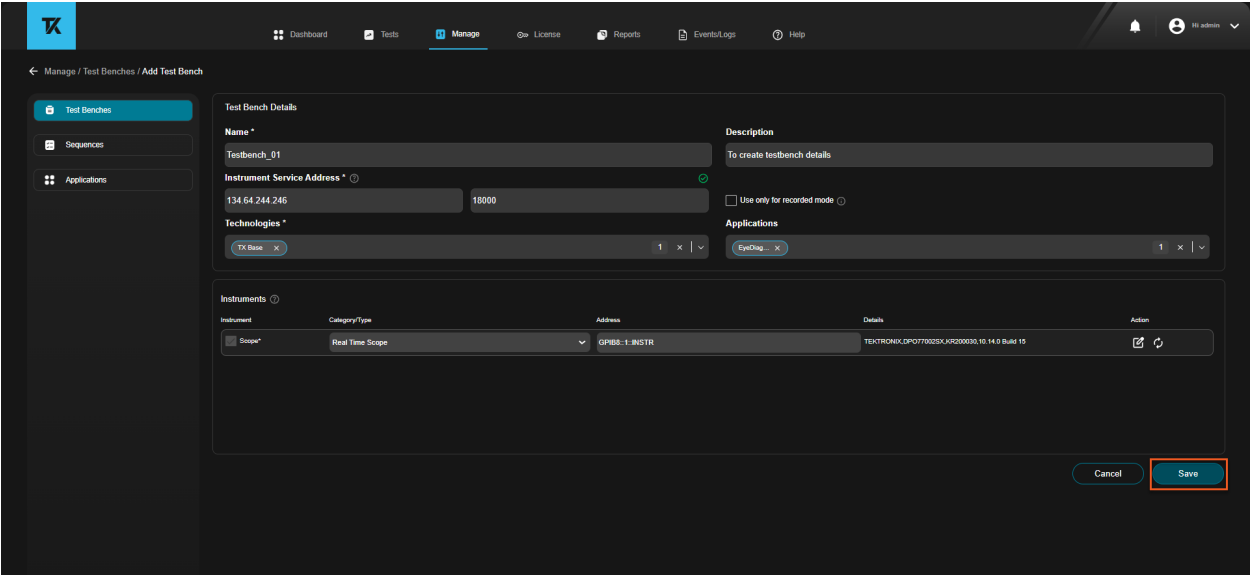 TK
Dashboard Tests Manage License Reports Events/Logs Help Hi admin
Manage / Test Benches / Add Test Bench
Test Benches
Sequences
Applications
Test Bench Details
Name * Description
Testbench_01 To create testbench details
Instrument Service Address *
134.64.244.246 18000 Use only for recorded mode
Technologies * Applications
TX Base × 1 × EyeDiag... × 1 ×
Instruments
Instrument Category/Type Address Details Action
Scope* Real Time Scope GPIB8::1::INSTR TEKTRONIX,DPO77002SX,KR200030,10.14.0 Build 15
Cancel Save